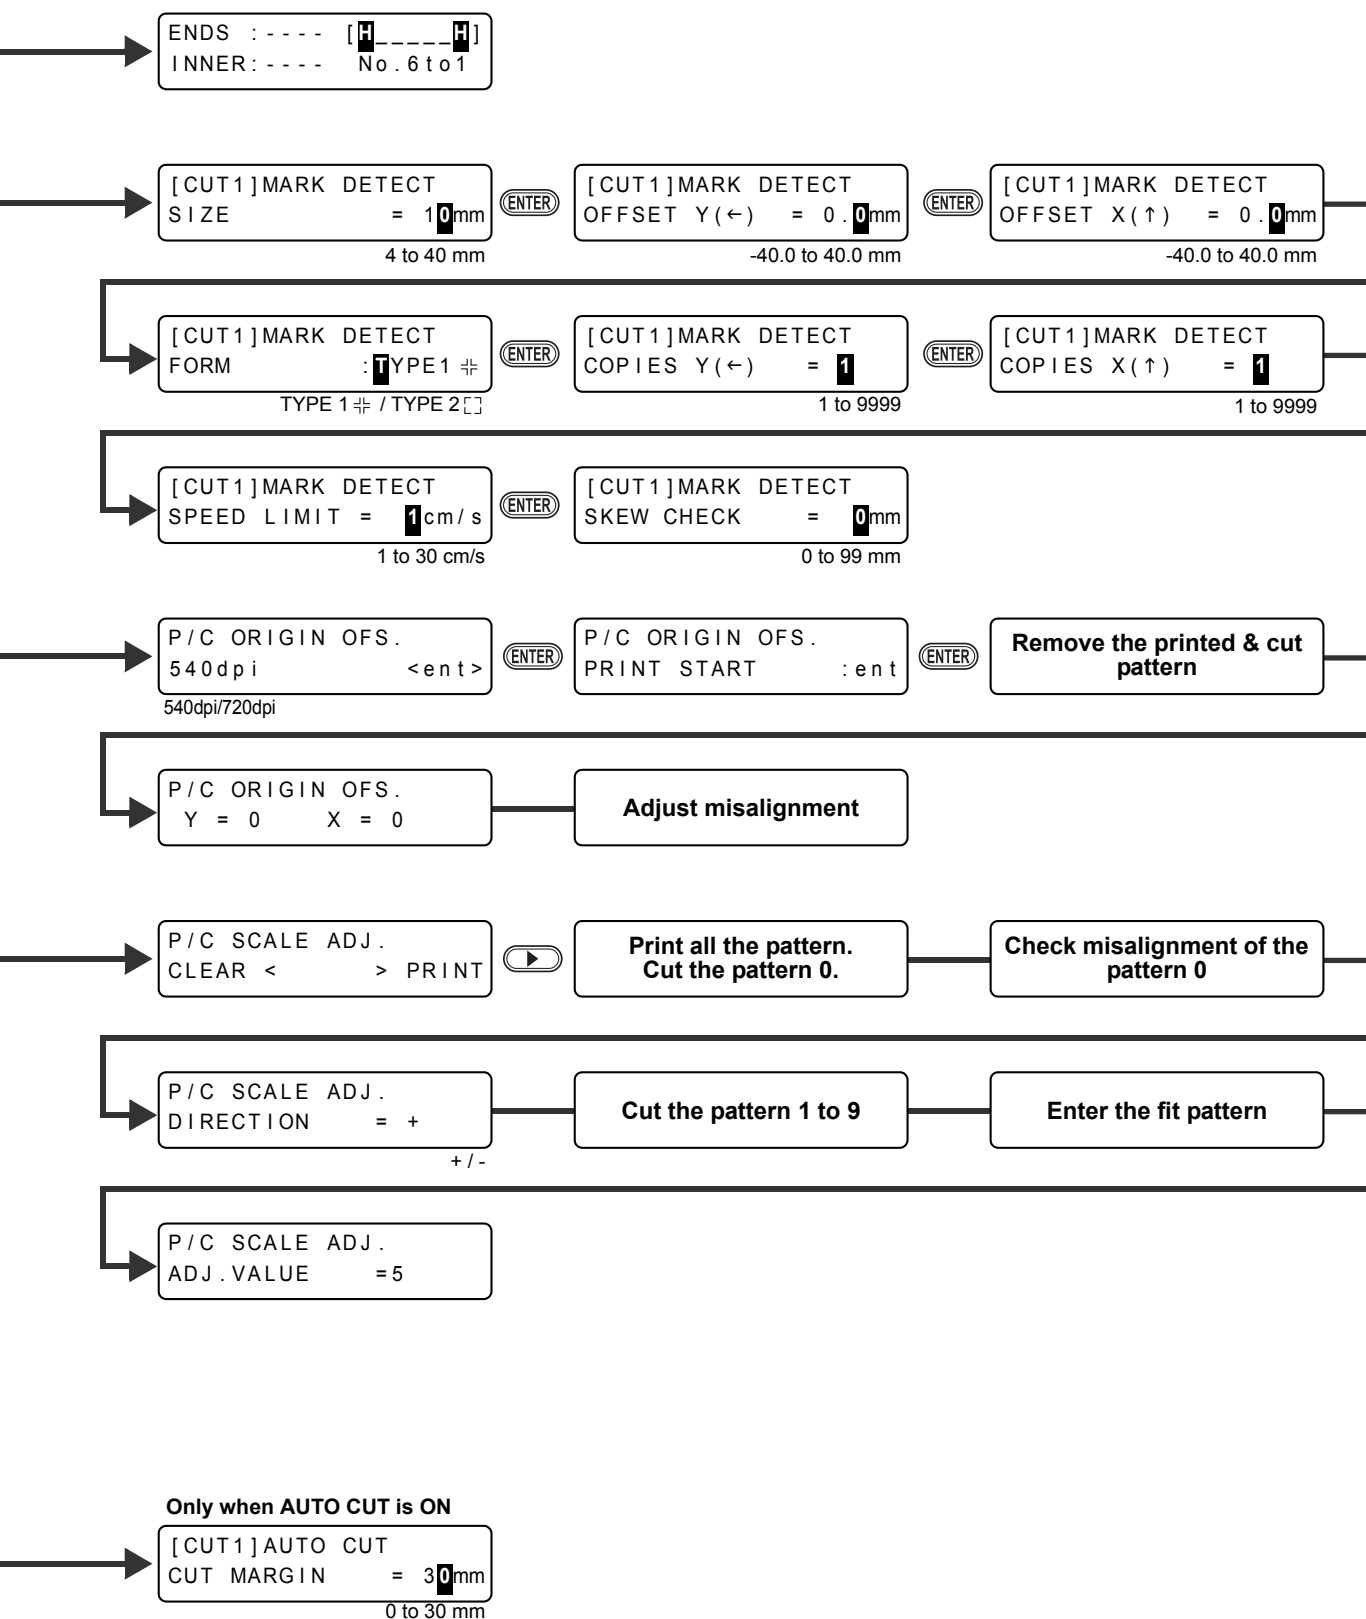 ENDS :---- [H_____H]
INNER:---- No.6to1
[CUT1]MARK DETECT
SIZE = 10mm
4 to 40 mm
ENTER
[CUT1]MARK DETECT
OFFSET Y(←) = 0.0mm
-40.0 to 40.0 mm
ENTER
[CUT1]MARK DETECT
OFFSET X(↑) = 0.0mm
-40.0 to 40.0 mm
[CUT1]MARK DETECT
FORM :TYPE1
TYPE 1 / TYPE 2
ENTER
[CUT1]MARK DETECT
COPIES Y(←) = 1
1 to 9999
ENTER
[CUT1]MARK DETECT
COPIES X(↑) = 1
1 to 9999
[CUT1]MARK DETECT
SPEED LIMIT = 1cm/s
1 to 30 cm/s
ENTER
[CUT1]MARK DETECT
SKEW CHECK = 0mm
0 to 99 mm
P/C ORIGIN OFS.
540dpi <ent>
540dpi/720dpi
ENTER
P/C ORIGIN OFS.
PRINT START :ent
ENTER
Remove the printed & cut
pattern
P/C ORIGIN OFS.
Y = 0 X = 0
Adjust misalignment
P/C SCALE ADJ.
CLEAR < > PRINT
Print all the pattern.
Cut the pattern 0.
Check misalignment of the
pattern 0
P/C SCALE ADJ.
DIRECTION = +
+ / -
Cut the pattern 1 to 9
Enter the fit pattern
P/C SCALE ADJ.
ADJ.VALUE =5
Only when AUTO CUT is ON
[CUT1]AUTO CUT
CUT MARGIN = 30mm
0 to 30 mm